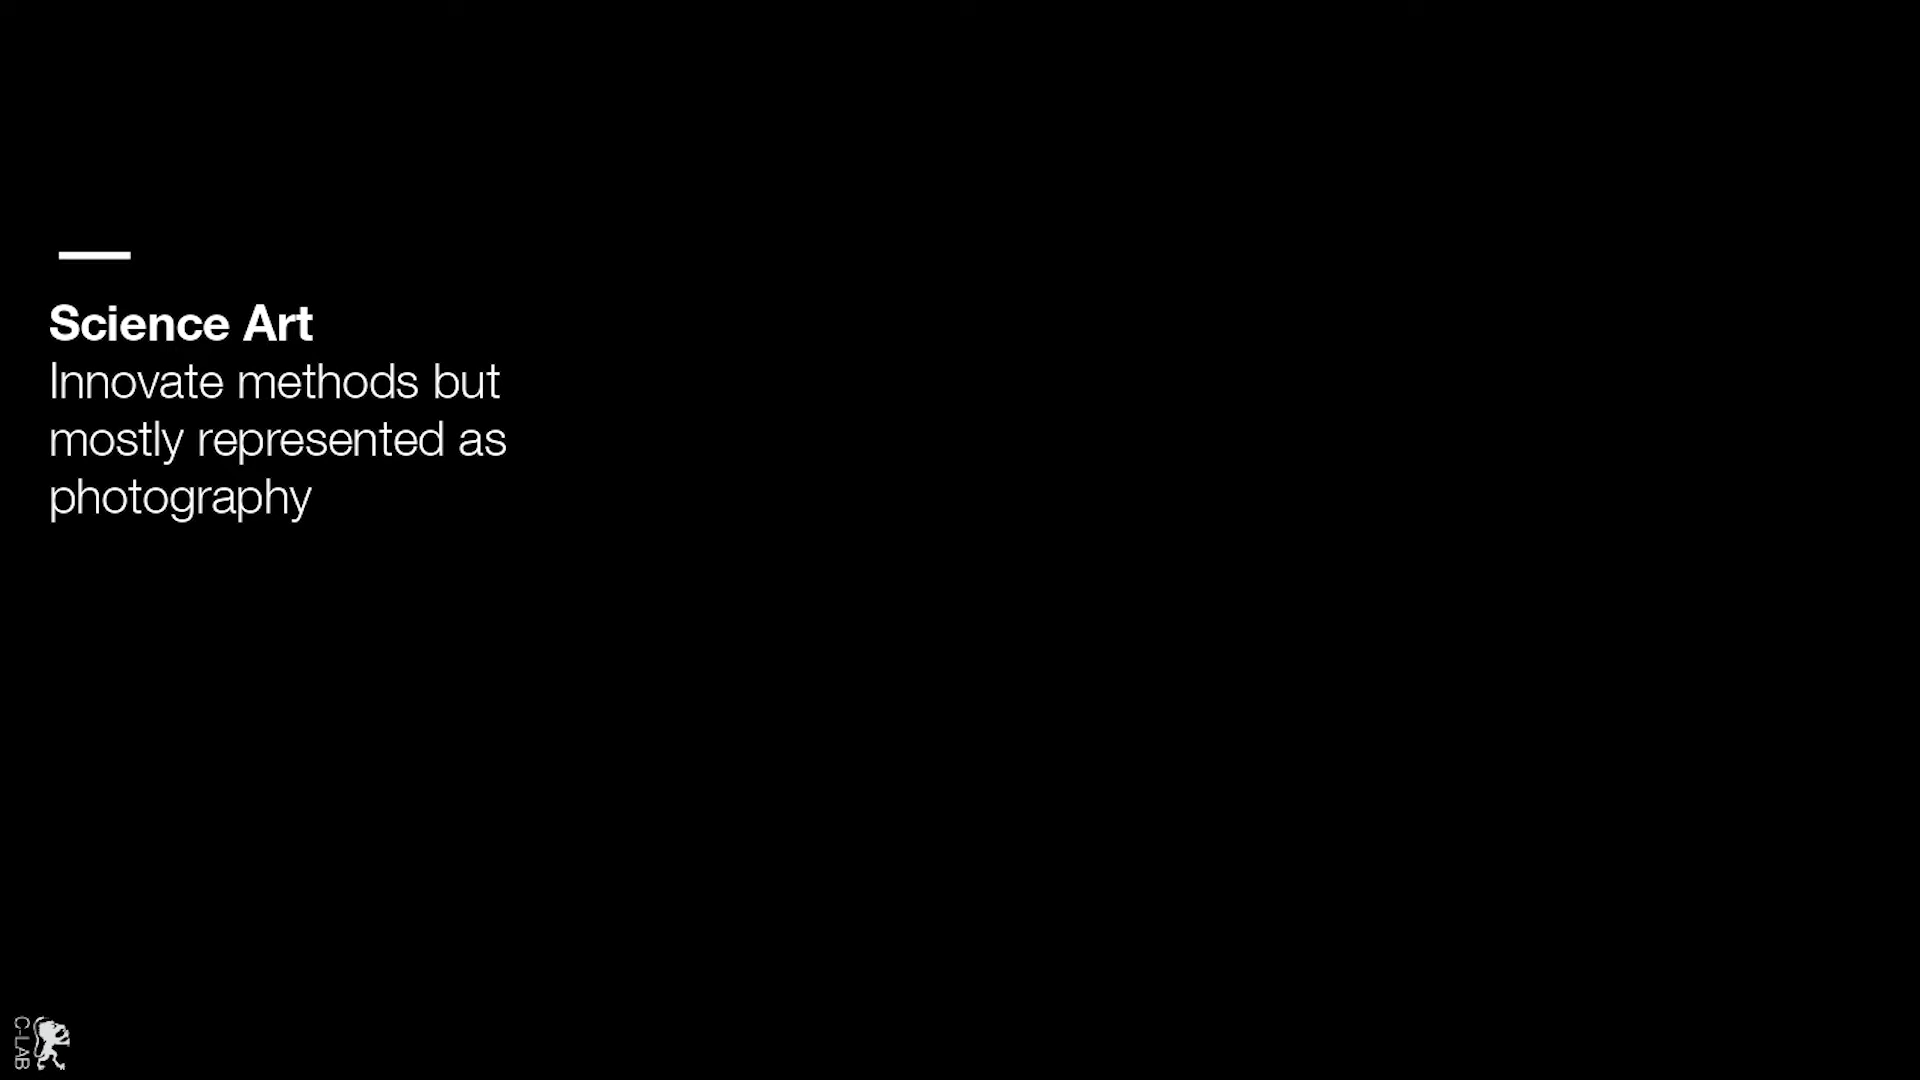 Science Art
Innovate methods but
mostly represented as
photography
C-LAB